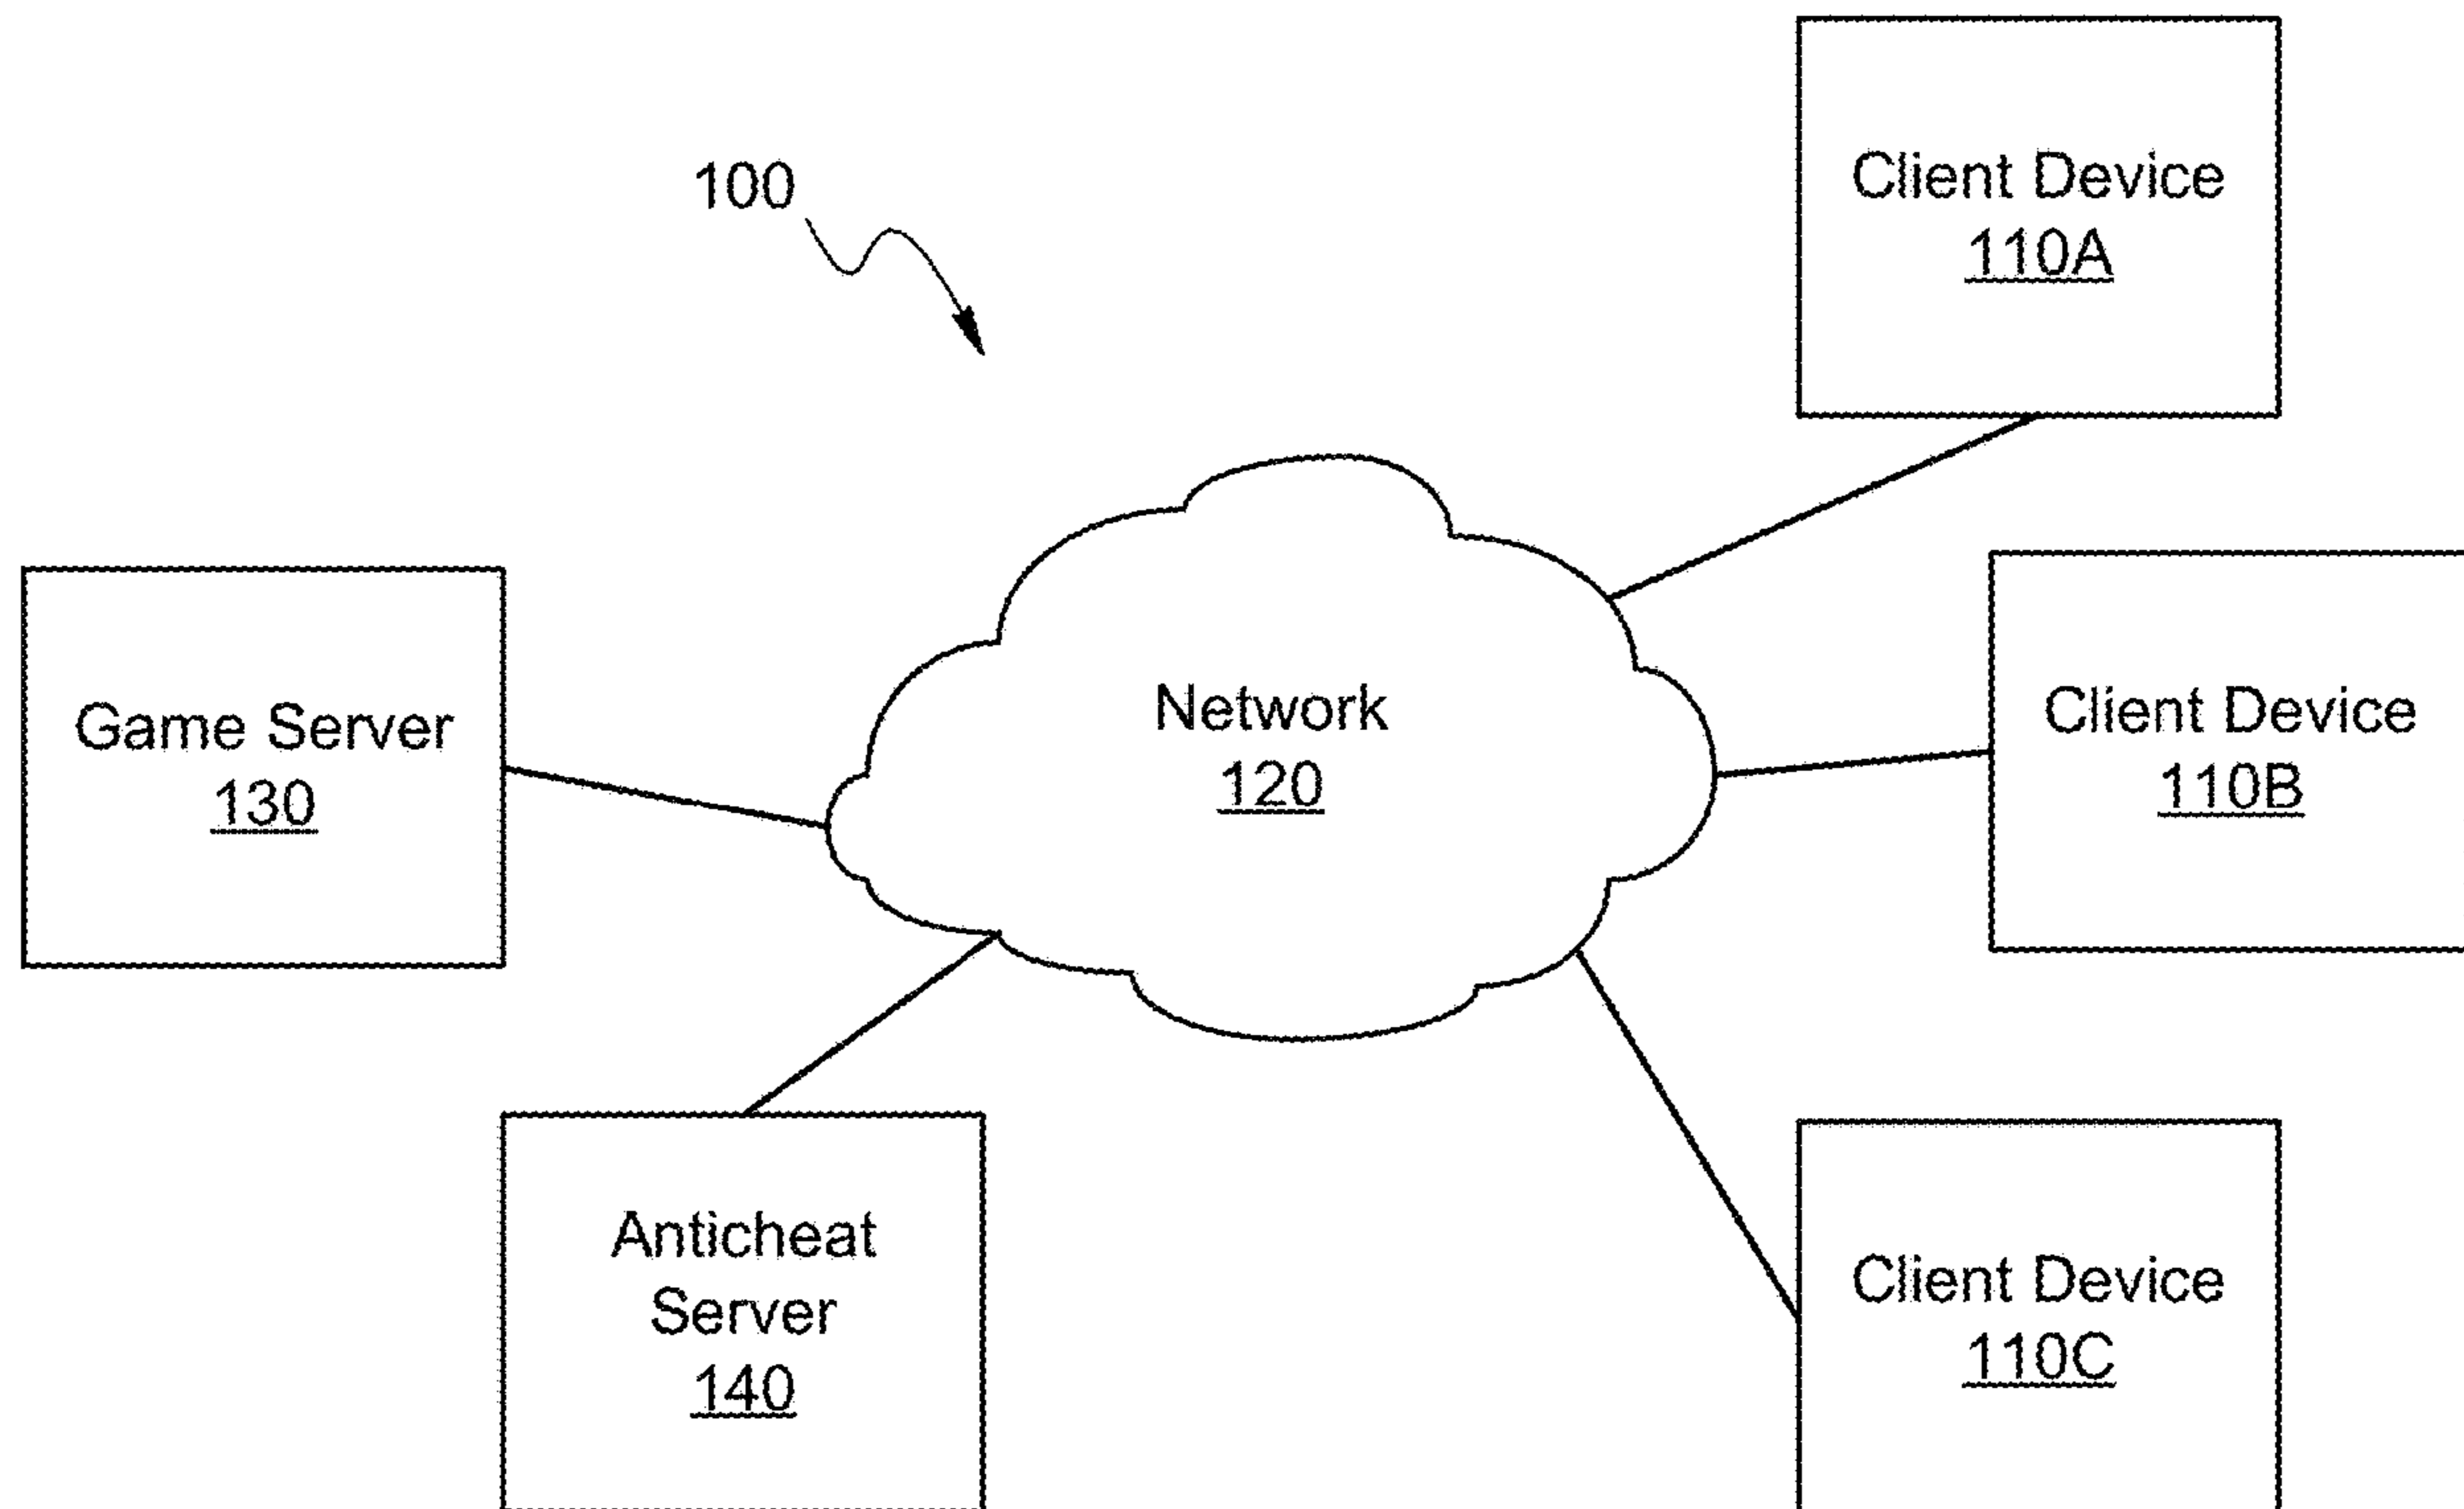 100
Client Device
110A
Game Server
130
Network
120
Client Device
110B
Anticheat
Server
140
Client Device
110C